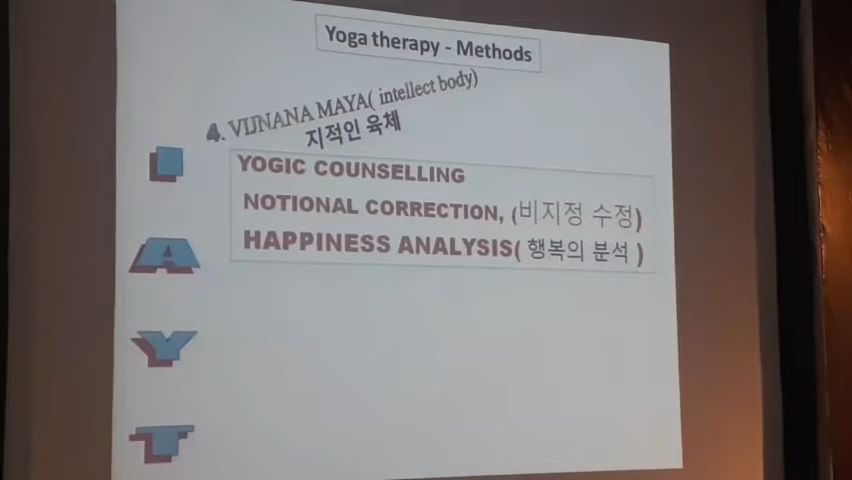 Yoga therapy - Methods
4. VIJNANA MAYA( intellect body)
지적인 육체
YOGIC COUNSELLING
NOTIONAL CORRECTION, (비지정 수정)
HAPPINESS ANALYSIS( 행복의 분석 )
I
A
Y
T